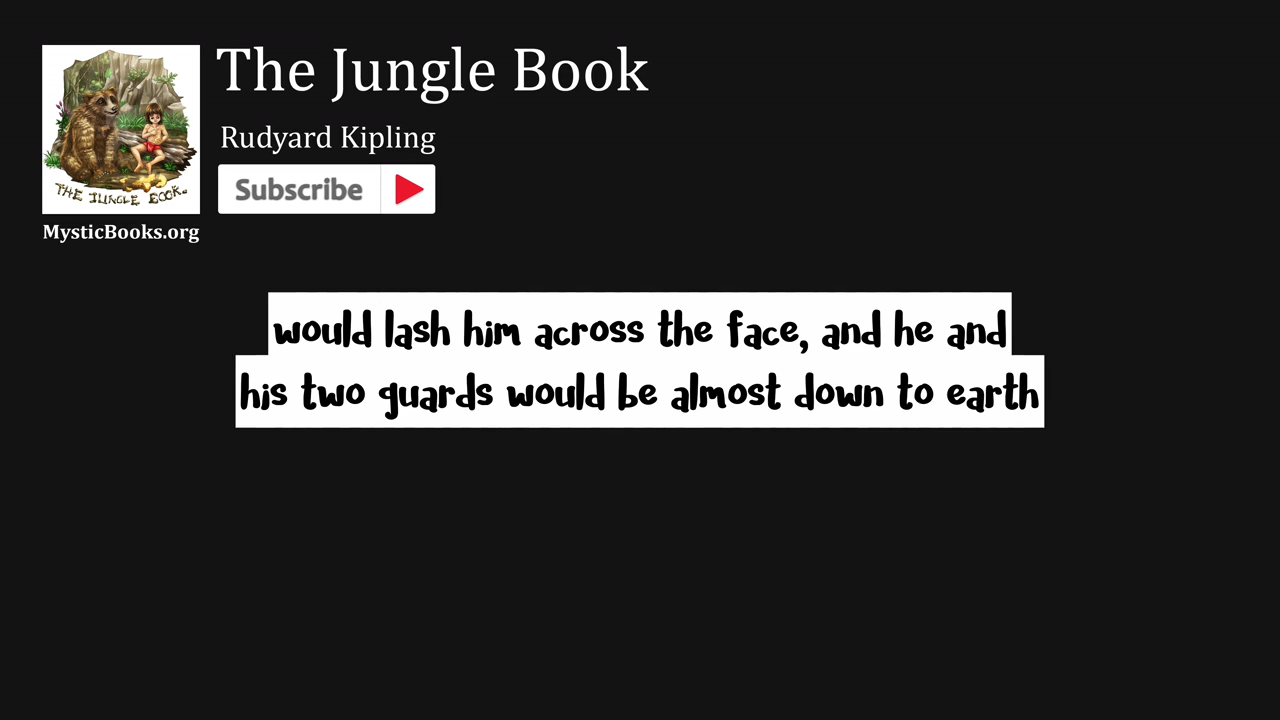 The Jungle Book
Rudyard Kipling
Subscribe
THE JUNGLE BOOK.
MysticBooks.org
would lash him across the face, and he and
his two guards would be almost down to earth